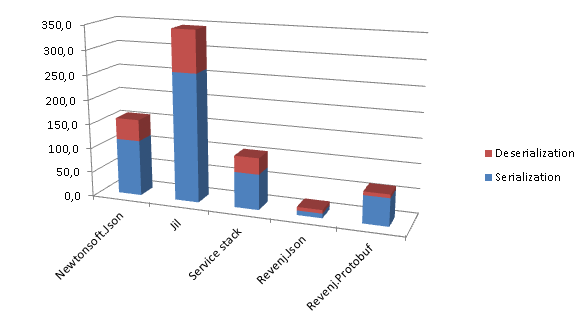 350,0
300,0
250,0
200,0
150,0
100,0
50,0
0,0
Newtonsoft.Json
Jil
Service stack
Revenj.Json
Revenj.Protobuf
Deserialization
Serialization